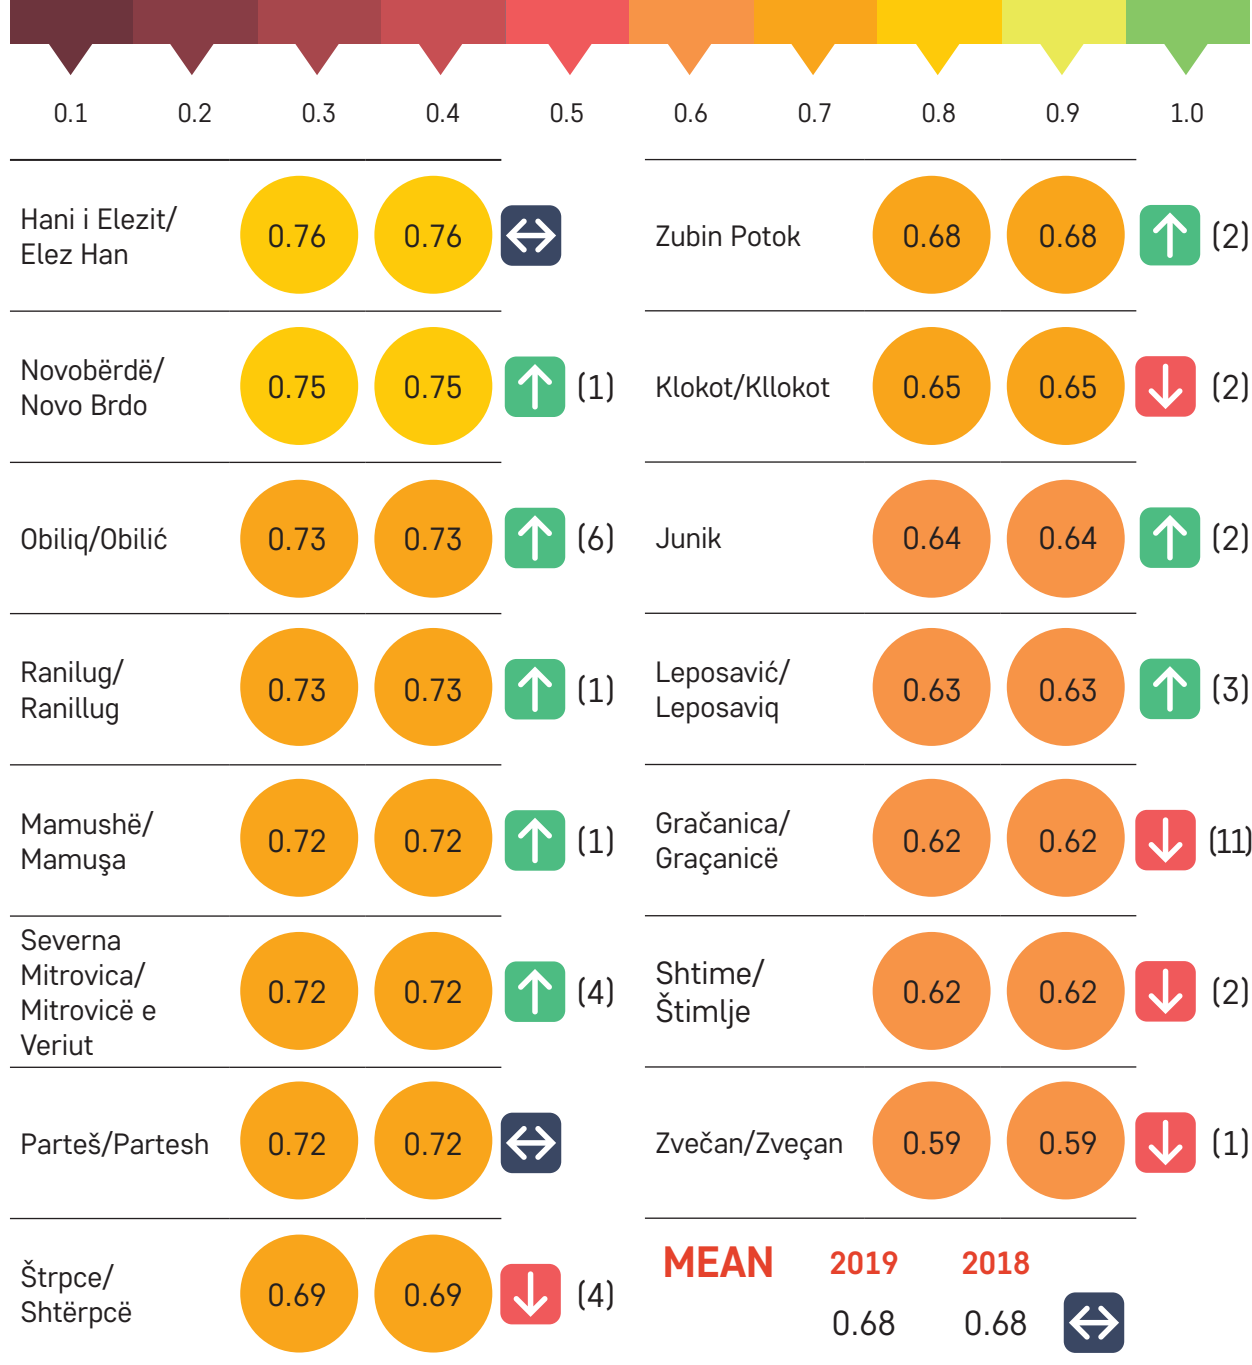 0.1 0.2 0.3 0.4 0.5 0.6 0.7 0.8 0.9 1.0
Hani i Elezit/
Elez Han
0.76 0.76
Novobërdë/
Novo Brdo
0.75 0.75 (1)
Obiliq/Obilić 0.73 0.73 (6)
Ranilug/
Ranillug
0.73 0.73 (1)
Mamushë/
Mamuşa
0.72 0.72 (1)
Severna
Mitrovica/
Mitrovicë e
Veriut
0.72 0.72 (4)
Parteš/Partesh 0.72 0.72
Štrpce/
Shtërpcë
0.69 0.69 (4)
Zubin Potok 0.68 0.68 (2)
Klokot/Kllokot 0.65 0.65 (2)
Junik 0.64 0.64 (2)
Leposavić/
Leposaviq
0.63 0.63 (3)
Gračanica/
Graçanicë
0.62 0.62 (11)
Shtime/
Štimlje
0.62 0.62 (2)
Zvečan/Zveçan 0.59 0.59 (1)
MEAN 2019 2018
0.68 0.68